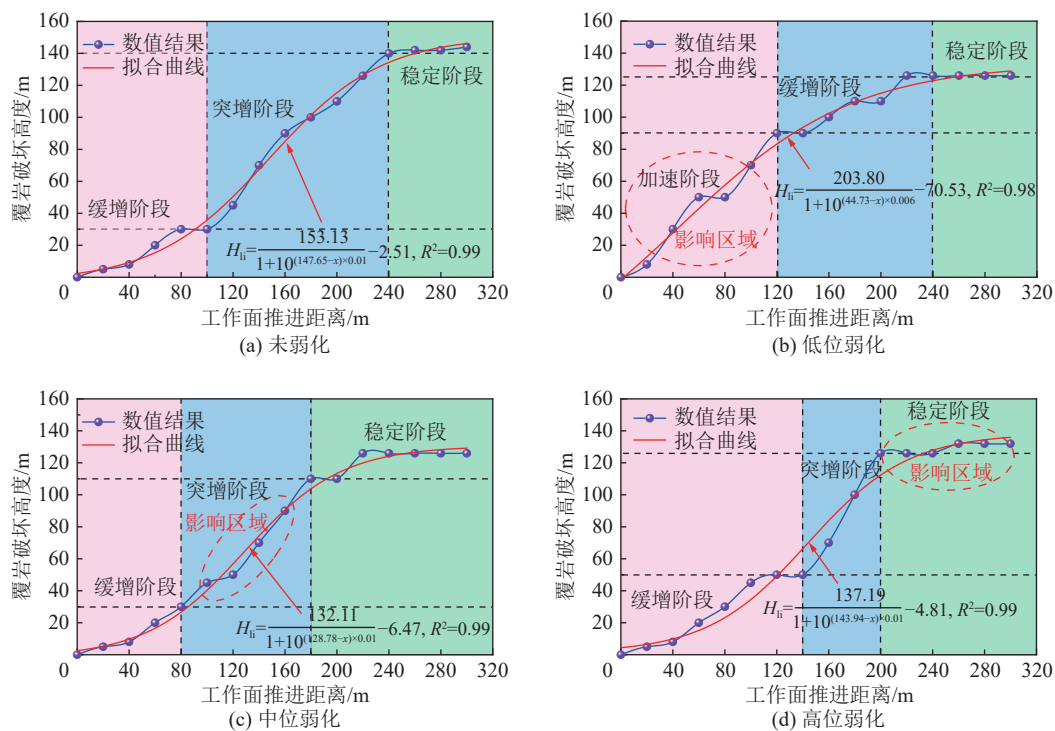 160
140
120
100
80
60
40
20
0
覆岩破坏高度/m
数值结果
拟合曲线
稳定阶段
突增阶段
缓增阶段
153.13
H_{li}=\frac{153.13}{1+10^{(147.65−x)×0.01}}−2.51, R²=0.99
0 40 80 120 160 200 240 280 320
工作面推进距离/m
(a) 未弱化
160
140
120
100
80
60
40
20
0
覆岩破坏高度/m
数值结果
拟合曲线
稳定阶段
缓增阶段
加速阶段
影响区域
H_{li}=\frac{203.80}{1+10^{(44.73−x)×0.006}}−70.53, R²=0.98
0 40 80 120 160 200 240 280 320
工作面推进距离/m
(b) 低位弱化
160
140
120
100
80
60
40
20
0
覆岩破坏高度/m
数值结果
拟合曲线
稳定阶段
突增阶段
影响区域
缓增阶段
H_{li}=\frac{132.11}{1+10^{(128.78−x)×0.01}}−6.47, R²=0.99
0 40 80 120 160 200 240 280 320
工作面推进距离/m
(c) 中位弱化
160
140
120
100
80
60
40
20
0
覆岩破坏高度/m
数值结果
拟合曲线
稳定阶段
影响区域
突增阶段
缓增阶段
H_{li}=\frac{137.19}{1+10^{(143.94−x)×0.01}}−4.81, R²=0.99
0 40 80 120 160 200 240 280 320
工作面推进距离/m
(d) 高位弱化